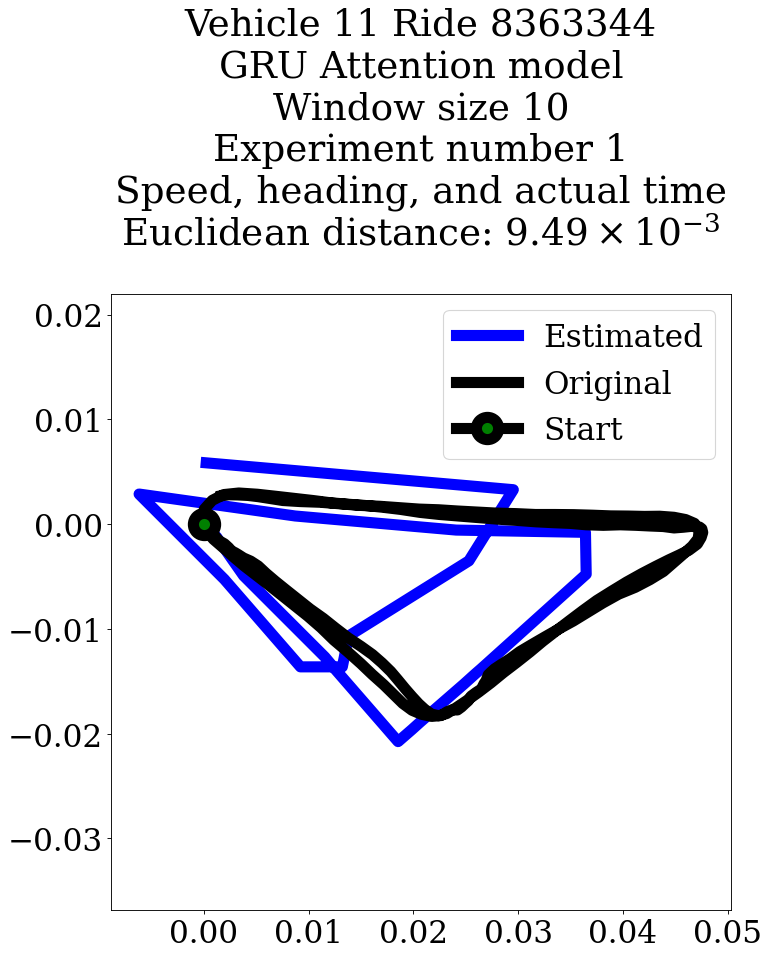 Vehicle 11 Ride 8363344
GRU Attention model
Window size 10
Experiment number 1
Speed, heading, and actual time
Euclidean distance: 9.49 × 10⁻³
Estimated
Original
Start
0.02
0.01
0.00
−0.01
−0.02
−0.03
0.00 0.01 0.02 0.03 0.04 0.05